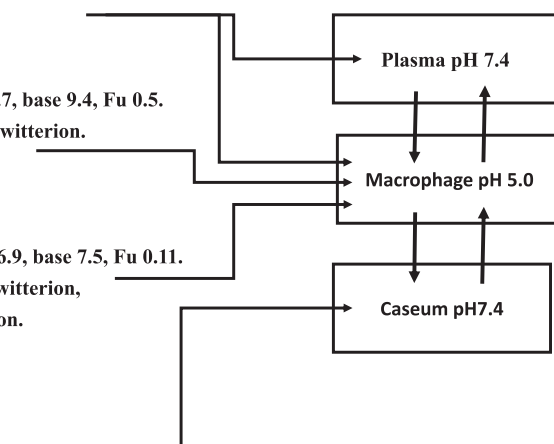 Plasma pH 7.4
.7, base 9.4, Fu 0.5.
witterion.
Macrophage pH 5.0
6.9, base 7.5, Fu 0.11.
witterion,
on.
Caseum pH7.4